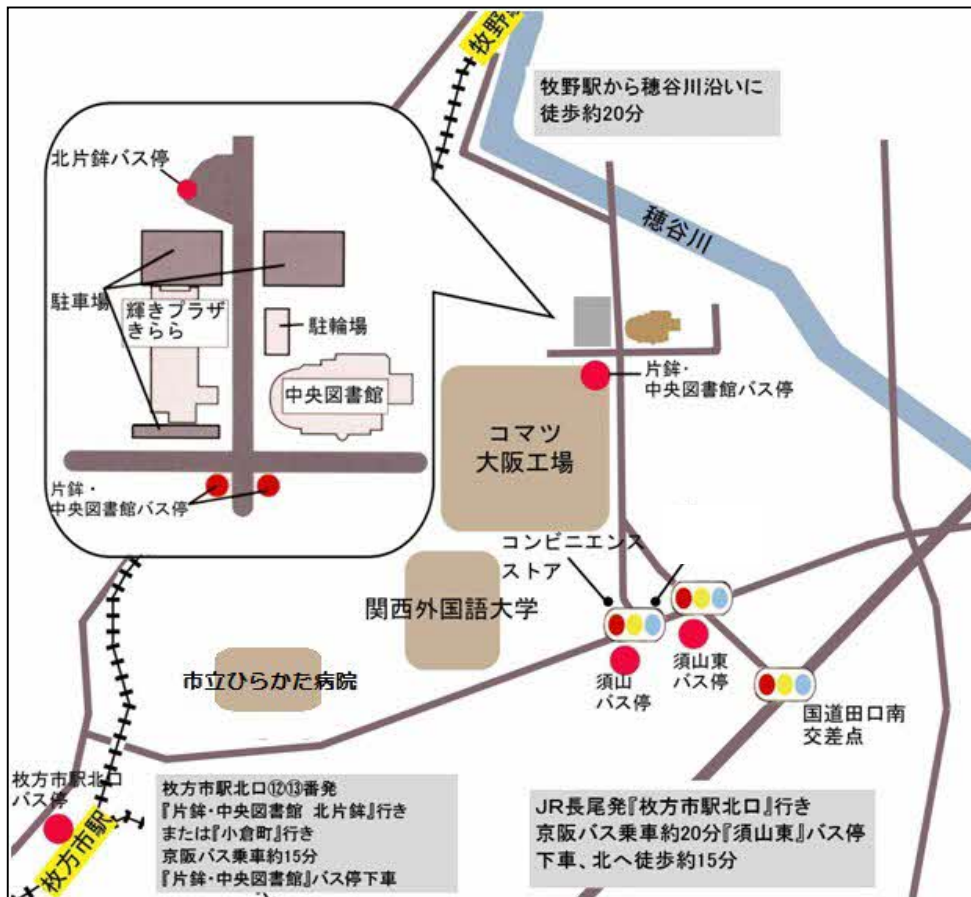 牧野
牧野駅から穂谷川沿いに
徒歩約20分
穂谷川
北片鉾バス停
駐車場
輝きプラザ
きらら
駐輪場
中央図書館
片鉾・
中央図書館バス停
片鉾・
中央図書館バス停
コマツ
大阪工場
コンビニエンス
ストア
関西外国語大学
市立ひらかた病院
須山
バス停
須山東
バス停
国道田口南
交差点
枚方市駅北口
バス停
枚方市駅
枚方市駅北口⑫⑬番発
『片鉾・中央図書館 北片鉾』行き
または『小倉町』行き
京阪バス乗車約15分
『片鉾・中央図書館』バス停下車
JR長尾発『枚方市駅北口』行き
京阪バス乗車約20分『須山東』バス停
下車、北へ徒歩約15分